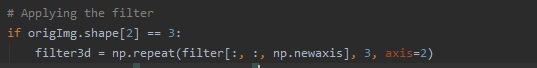 # Applying the filter
if origImg.shape[2] == 3:
    filter3d = np.repeat(filter[:, :, np.newaxis], 3, axis=2)